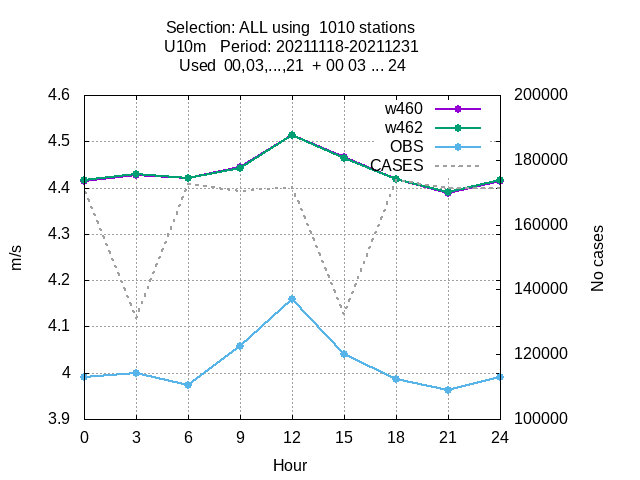 Selection: ALL using  1010 stations
U10m   Period: 20211118-20211231
Used  00,03,...,21  + 00 03 ... 24
4.6
4.5
4.4
4.3
4.2
4.1
4
3.9
m/s
w460
w462
OBS
CASES
200000
180000
160000
140000
120000
100000
No cases
0 3 6 9 12 15 18 21 24
Hour